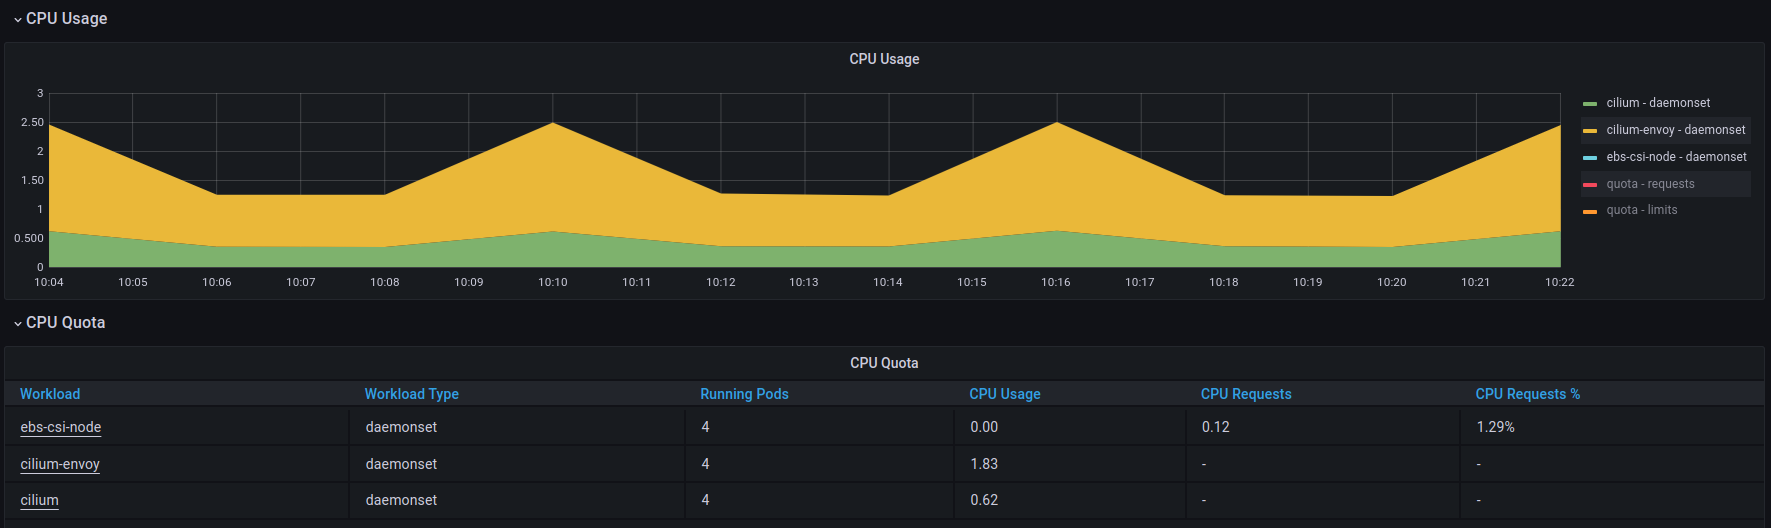 CPU Usage
CPU Usage
3
2.50
2
1.50
1
0.500
0
10:04 10:05 10:06 10:07 10:08 10:09 10:10 10:11 10:12 10:13 10:14 10:15 10:16 10:17 10:18 10:19 10:20 10:21 10:22
cilium - daemonset
cilium-envoy - daemonset
ebs-csi-node - daemonset
quota - requests
quota - limits
CPU Quota
CPU Quota
Workload Workload Type Running Pods CPU Usage CPU Requests CPU Requests %
ebs-csi-node daemonset 4 0.00 0.12 1.29%
cilium-envoy daemonset 4 1.83 - -
cilium daemonset 4 0.62 - -